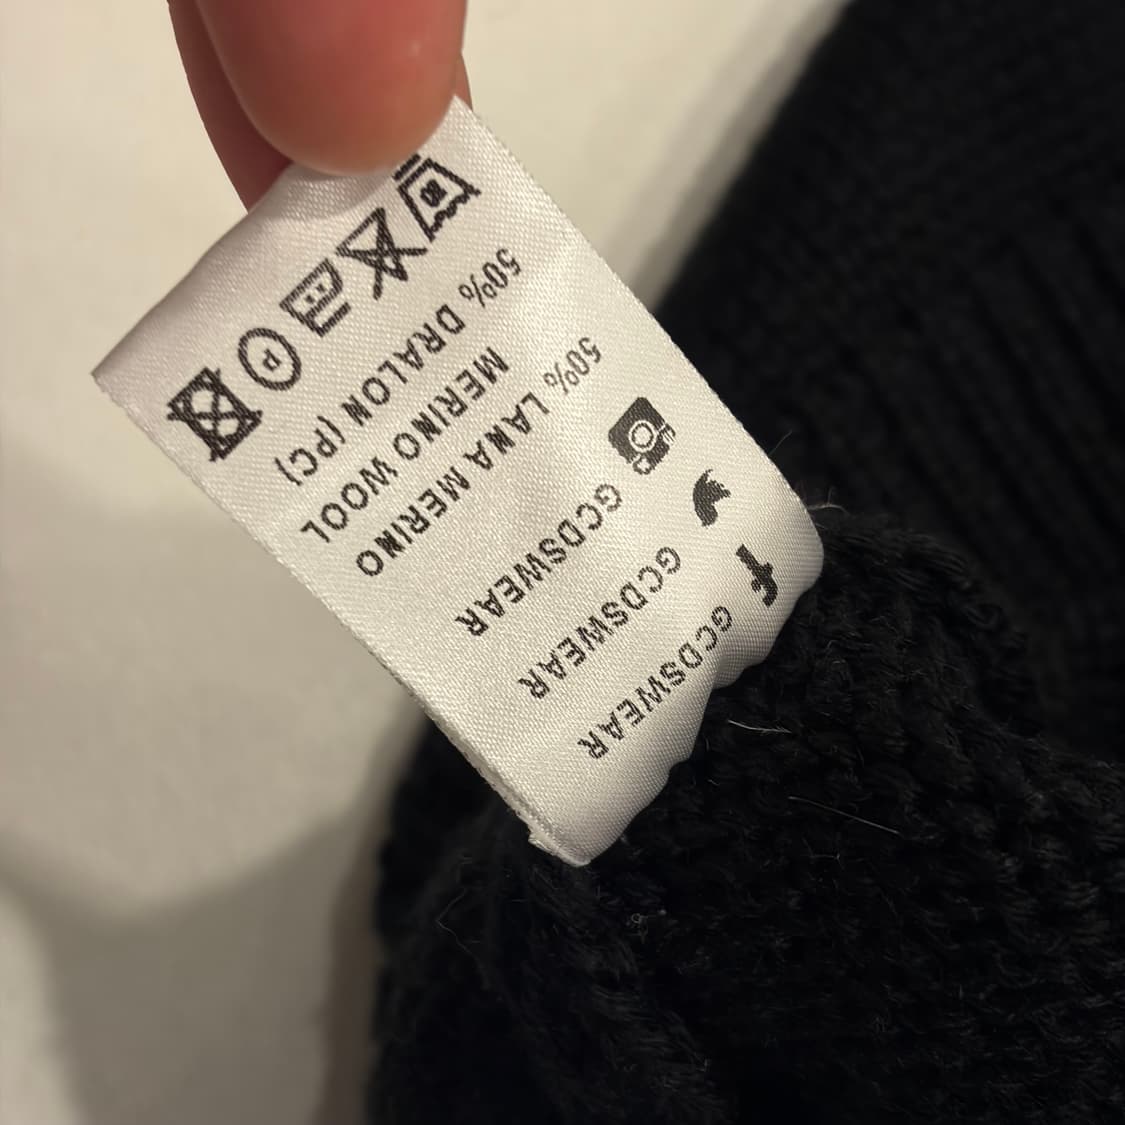 GCDSWEAR
GCDSWEAR
GCDSWEAR
50% LANA MERINO
MERINO WOOL
50% DRALON (PC)
P